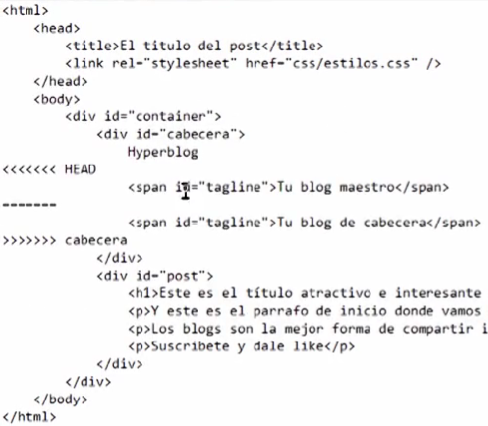 <html>
    <head>
        <title>El titulo del post</title>
        <link rel="stylesheet" href="css/estilos.css" />
    </head>
    <body>
        <div id="container">
            <div id="cabecera">
                Hyperblog
<<<<<<< HEAD
                <span id="tagline">Tu blog maestro</span>
=======
                <span id="tagline">Tu blog de cabecera</span>
>>>>>>> cabecera
            </div>
            <div id="post">
                <h1>Este es el título atractivo e interesante
                <p>Y este es el parrafo de inicio donde vamos
                <p>Los blogs son la mejor forma de compartir i
                <p>Suscribete y dale like</p>
            </div>
        </div>
    </body>
</html>